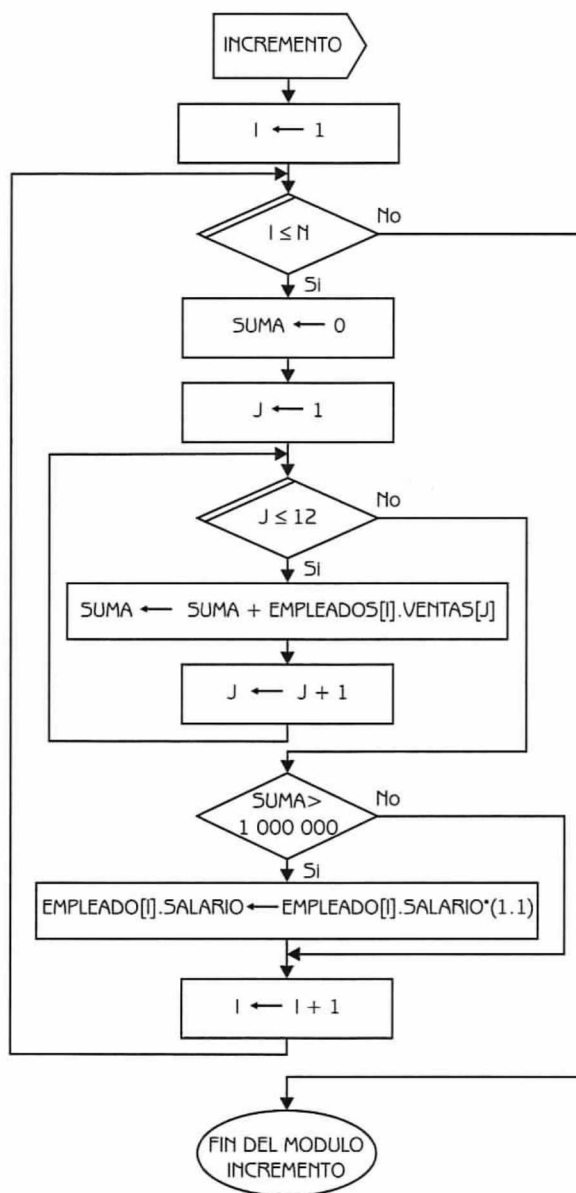 INCREMENTO
I ← 1
I ≤ N
No
Si
SUMA ← 0
J ← 1
J ≤ 12
No
Si
SUMA ← SUMA + EMPLEADOS[I].VENTAS[J]
J ← J + 1
SUMA>
1 000 000
No
Si
EMPLEADO[I].SALARIO ← EMPLEADO[I].SALARIO*(1.1)
I ← I + 1
FIN DEL MODULO
INCREMENTO